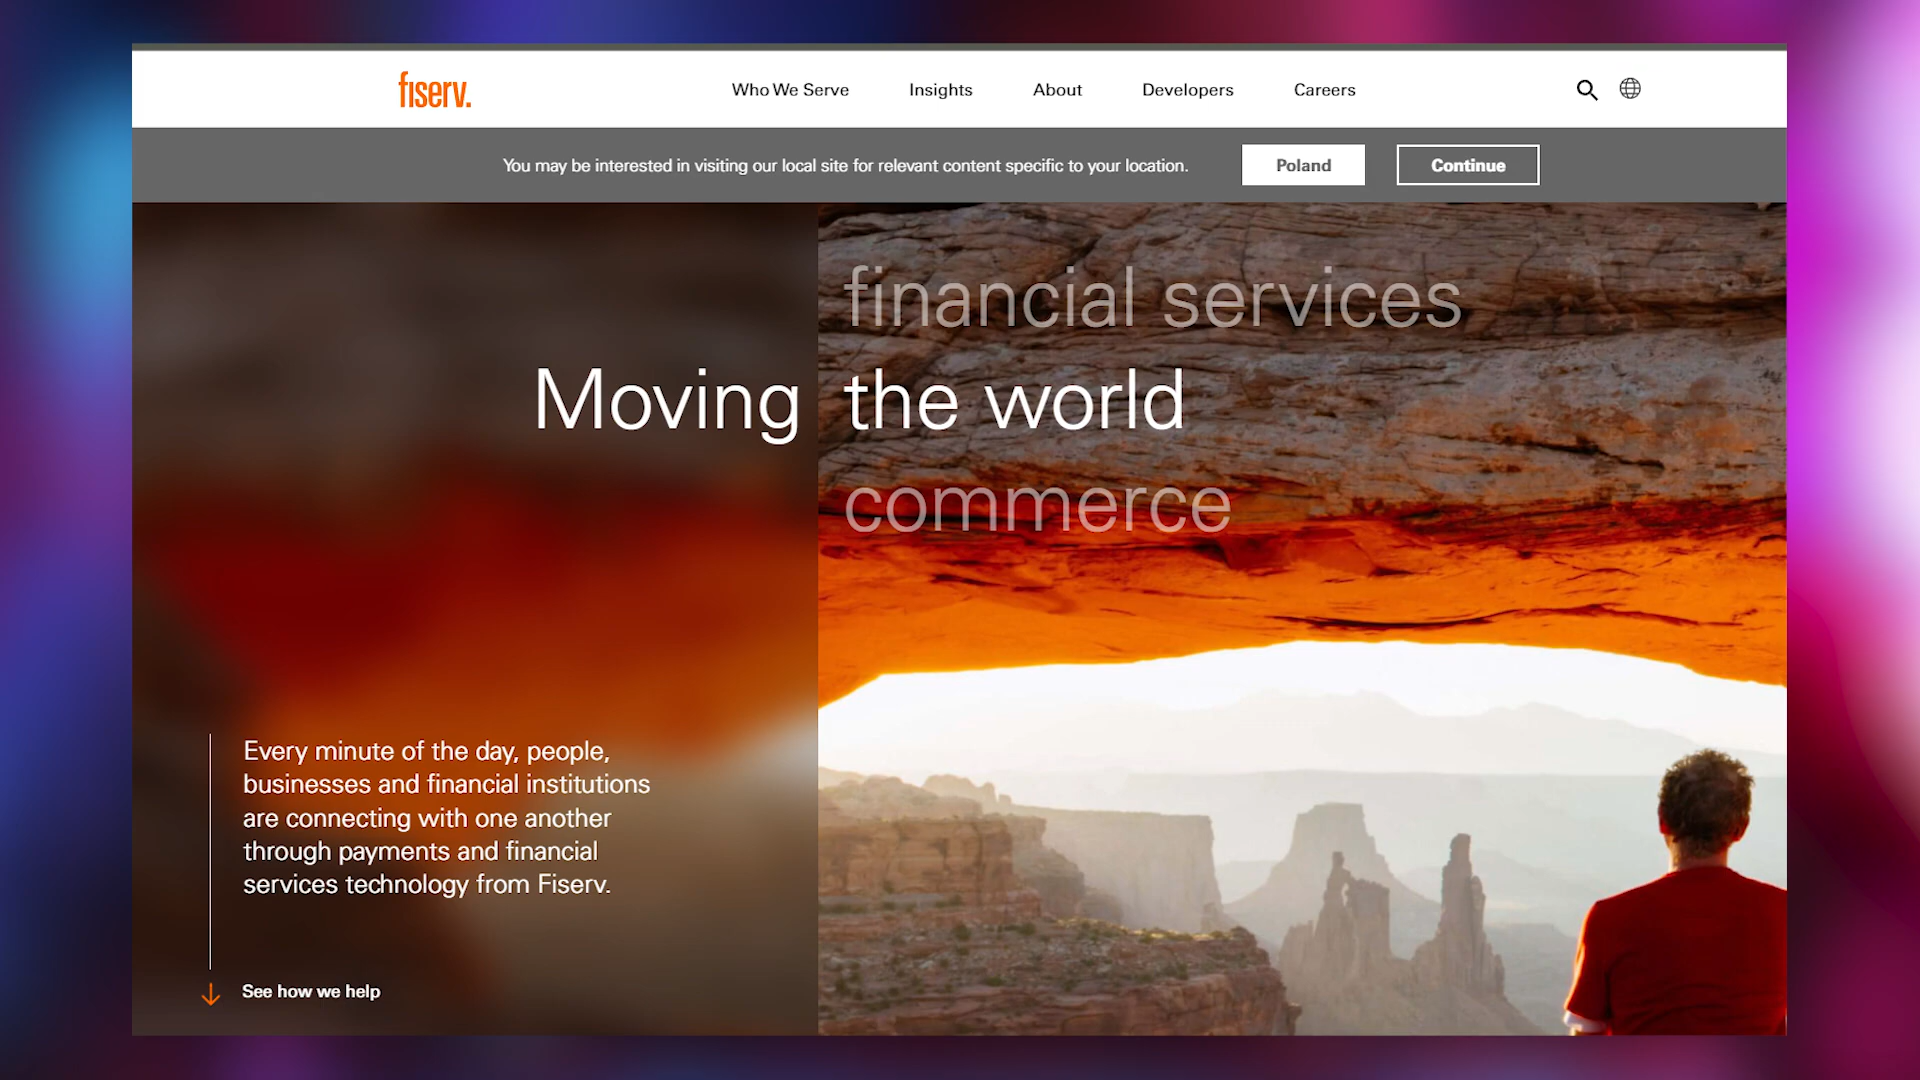 fiserv.
Who We Serve
Insights
About
Developers
Careers
You may be interested in visiting our local site for relevant content specific to your location.
Poland
Continue
financial services
Moving the world
commerce
Every minute of the day, people,
businesses and financial institutions
are connecting with one another
through payments and financial
services technology from Fiserv.
See how we help